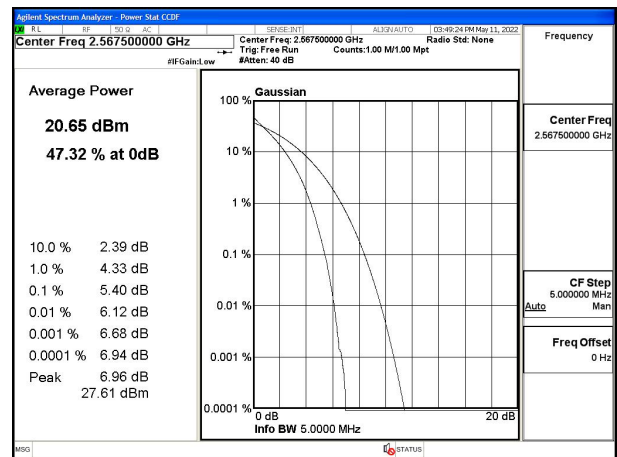 Agilent Spectrum Analyzer - Power Stat CCDF
RL RF 50 Ω AC SENSE:INT ALIGN AUTO 03:49:24 PM May 11, 2022
Center Freq 2.567500000 GHz
Center Freq: 2.567500000 GHz Radio Std: None
Trig: Free Run Counts:1.00 M/1.00 Mpt
#IFGain:Low #Atten: 40 dB
Frequency
Average Power
20.65 dBm
47.32 % at 0dB
10.0 % 2.39 dB
1.0 % 4.33 dB
0.1 % 5.40 dB
0.01 % 6.12 dB
0.001 % 6.68 dB
0.0001 % 6.94 dB
Peak 6.96 dB
27.61 dBm
Gaussian
100 %
10 %
1 %
0.1 %
0.01 %
0.001 %
0.0001 %
0 dB 20 dB
Info BW 5.0000 MHz
Center Freq
2.567500000 GHz
CF Step
5.000000 MHz
Auto Man
Freq Offset
0 Hz
MSG STATUS